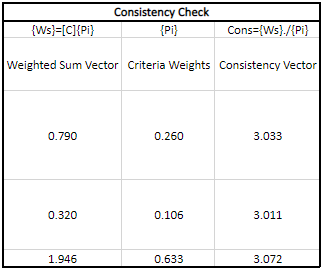 Consistency Check
{Ws}=[C]{Pi} {Pi} Cons={Ws}./{Pi}
Weighted Sum Vector Criteria Weights Consistency Vector
0.790 0.260 3.033
0.320 0.106 3.011
1.946 0.633 3.072